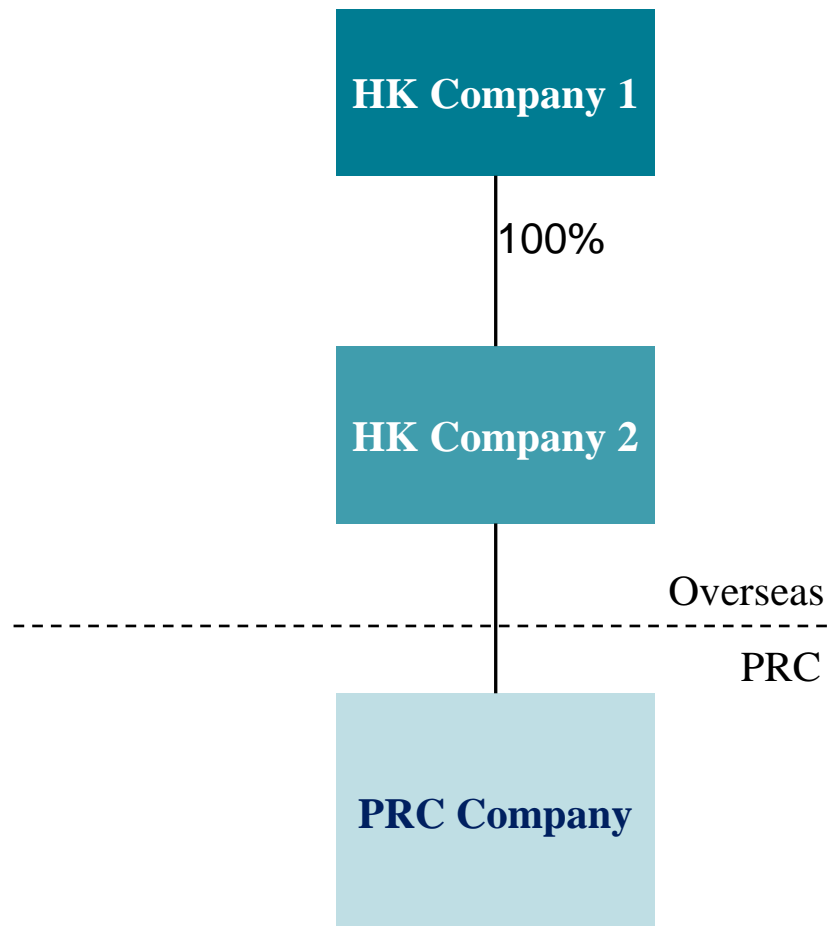 HK Company 1
100%
HK Company 2
Overseas
PRC
PRC Company